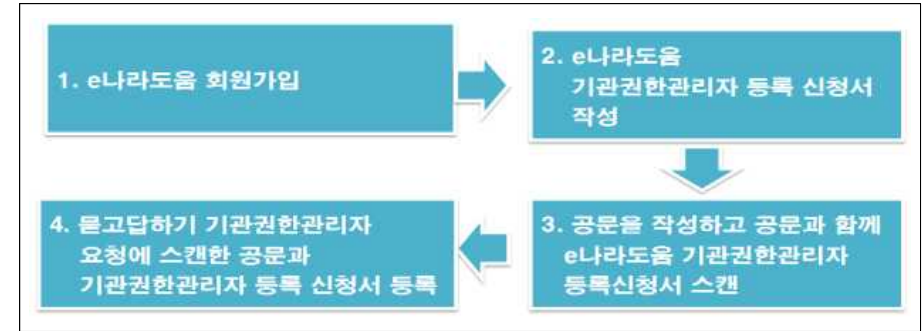 1. e나라도움 회원가입
2. e나라도움
기관권한관리자 등록 신청서
작성
3. 공문을 작성하고 공문과 함께
e나라도움 기관권한관리자
등록신청서 스캔
4. 묻고답하기 기관권한관리자
요청에 스캔한 공문과
기관권한관리자 등록 신청서 등록